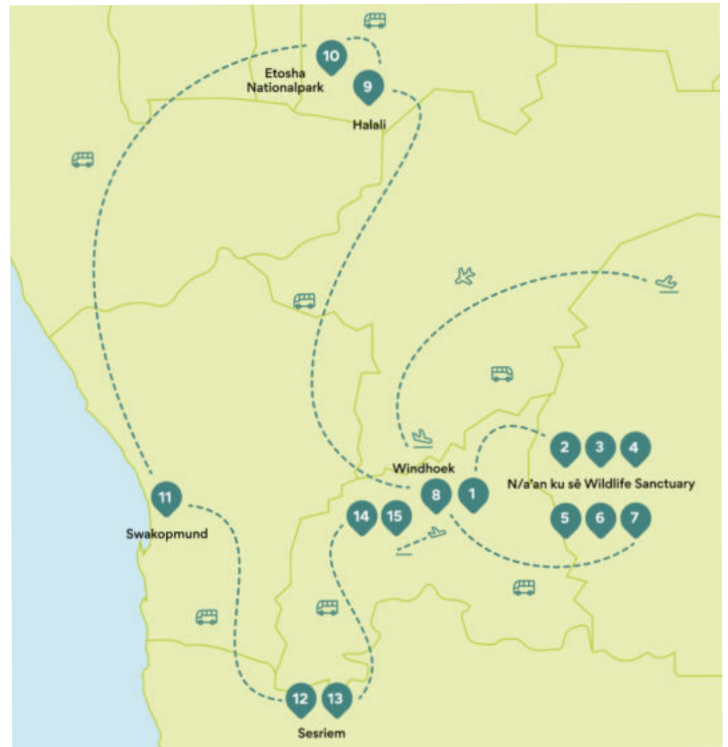 10
Etosha
Nationalpark
9
Halali
2 3 4
Windhoek
N/a'an ku sê Wildlife Sanctuary
11
8 1
14 15
5 6 7
Swakopmund
12 13
Sesriem